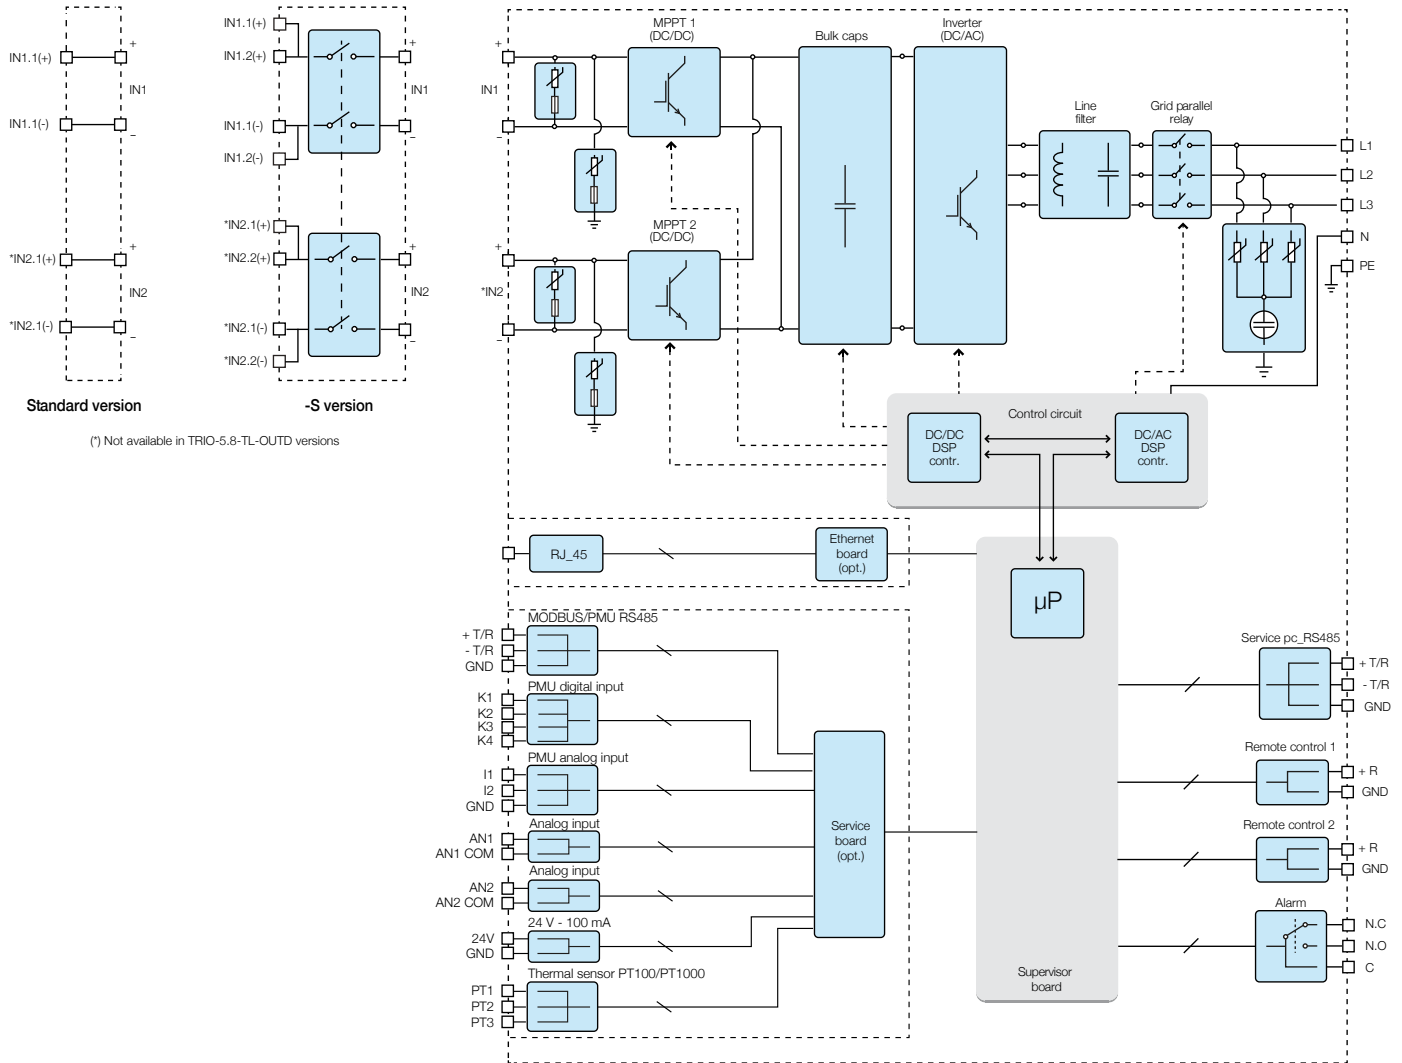 IN1.1(+)
+
IN1
IN1.1(-)
–
*IN2.1(+)
+
IN2
*IN2.1(-)
–
Standard version
IN1.1(+)
IN1.2(+)
+
IN1
IN1.1(-)
–
IN1.2(-)
*IN2.1(+)
*IN2.2(+)
+
IN2
*IN2.1(-)
–
*IN2.2(-)
-S version
(*) Not available in TRIO-5.8-TL-OUTD versions
+
IN1
–
+
*IN2
–
MPPT 1
(DC/DC)
MPPT 2
(DC/DC)
Bulk caps
Inverter
(DC/AC)
Line
filter
Grid parallel
relay
L1
L2
L3
N
PE
Control circuit
DC/DC
DSP
contr.
DC/AC
DSP
contr.
RJ_45
Ethernet
board
(opt.)
µP
Supervisor
board
MODBUS/PMU RS485
+ T/R
- T/R
GND
PMU digital input
K1
K2
K3
K4
PMU analog input
I1
I2
GND
Analog input
AN1
AN1 COM
Analog input
AN2
AN2 COM
24 V - 100 mA
24V
GND
Thermal sensor PT100/PT1000
PT1
PT2
PT3
Service
board
(opt.)
Service pc_RS485
+ T/R
- T/R
GND
Remote control 1
+ R
GND
Remote control 2
+ R
GND
Alarm
N.C
N.O
C